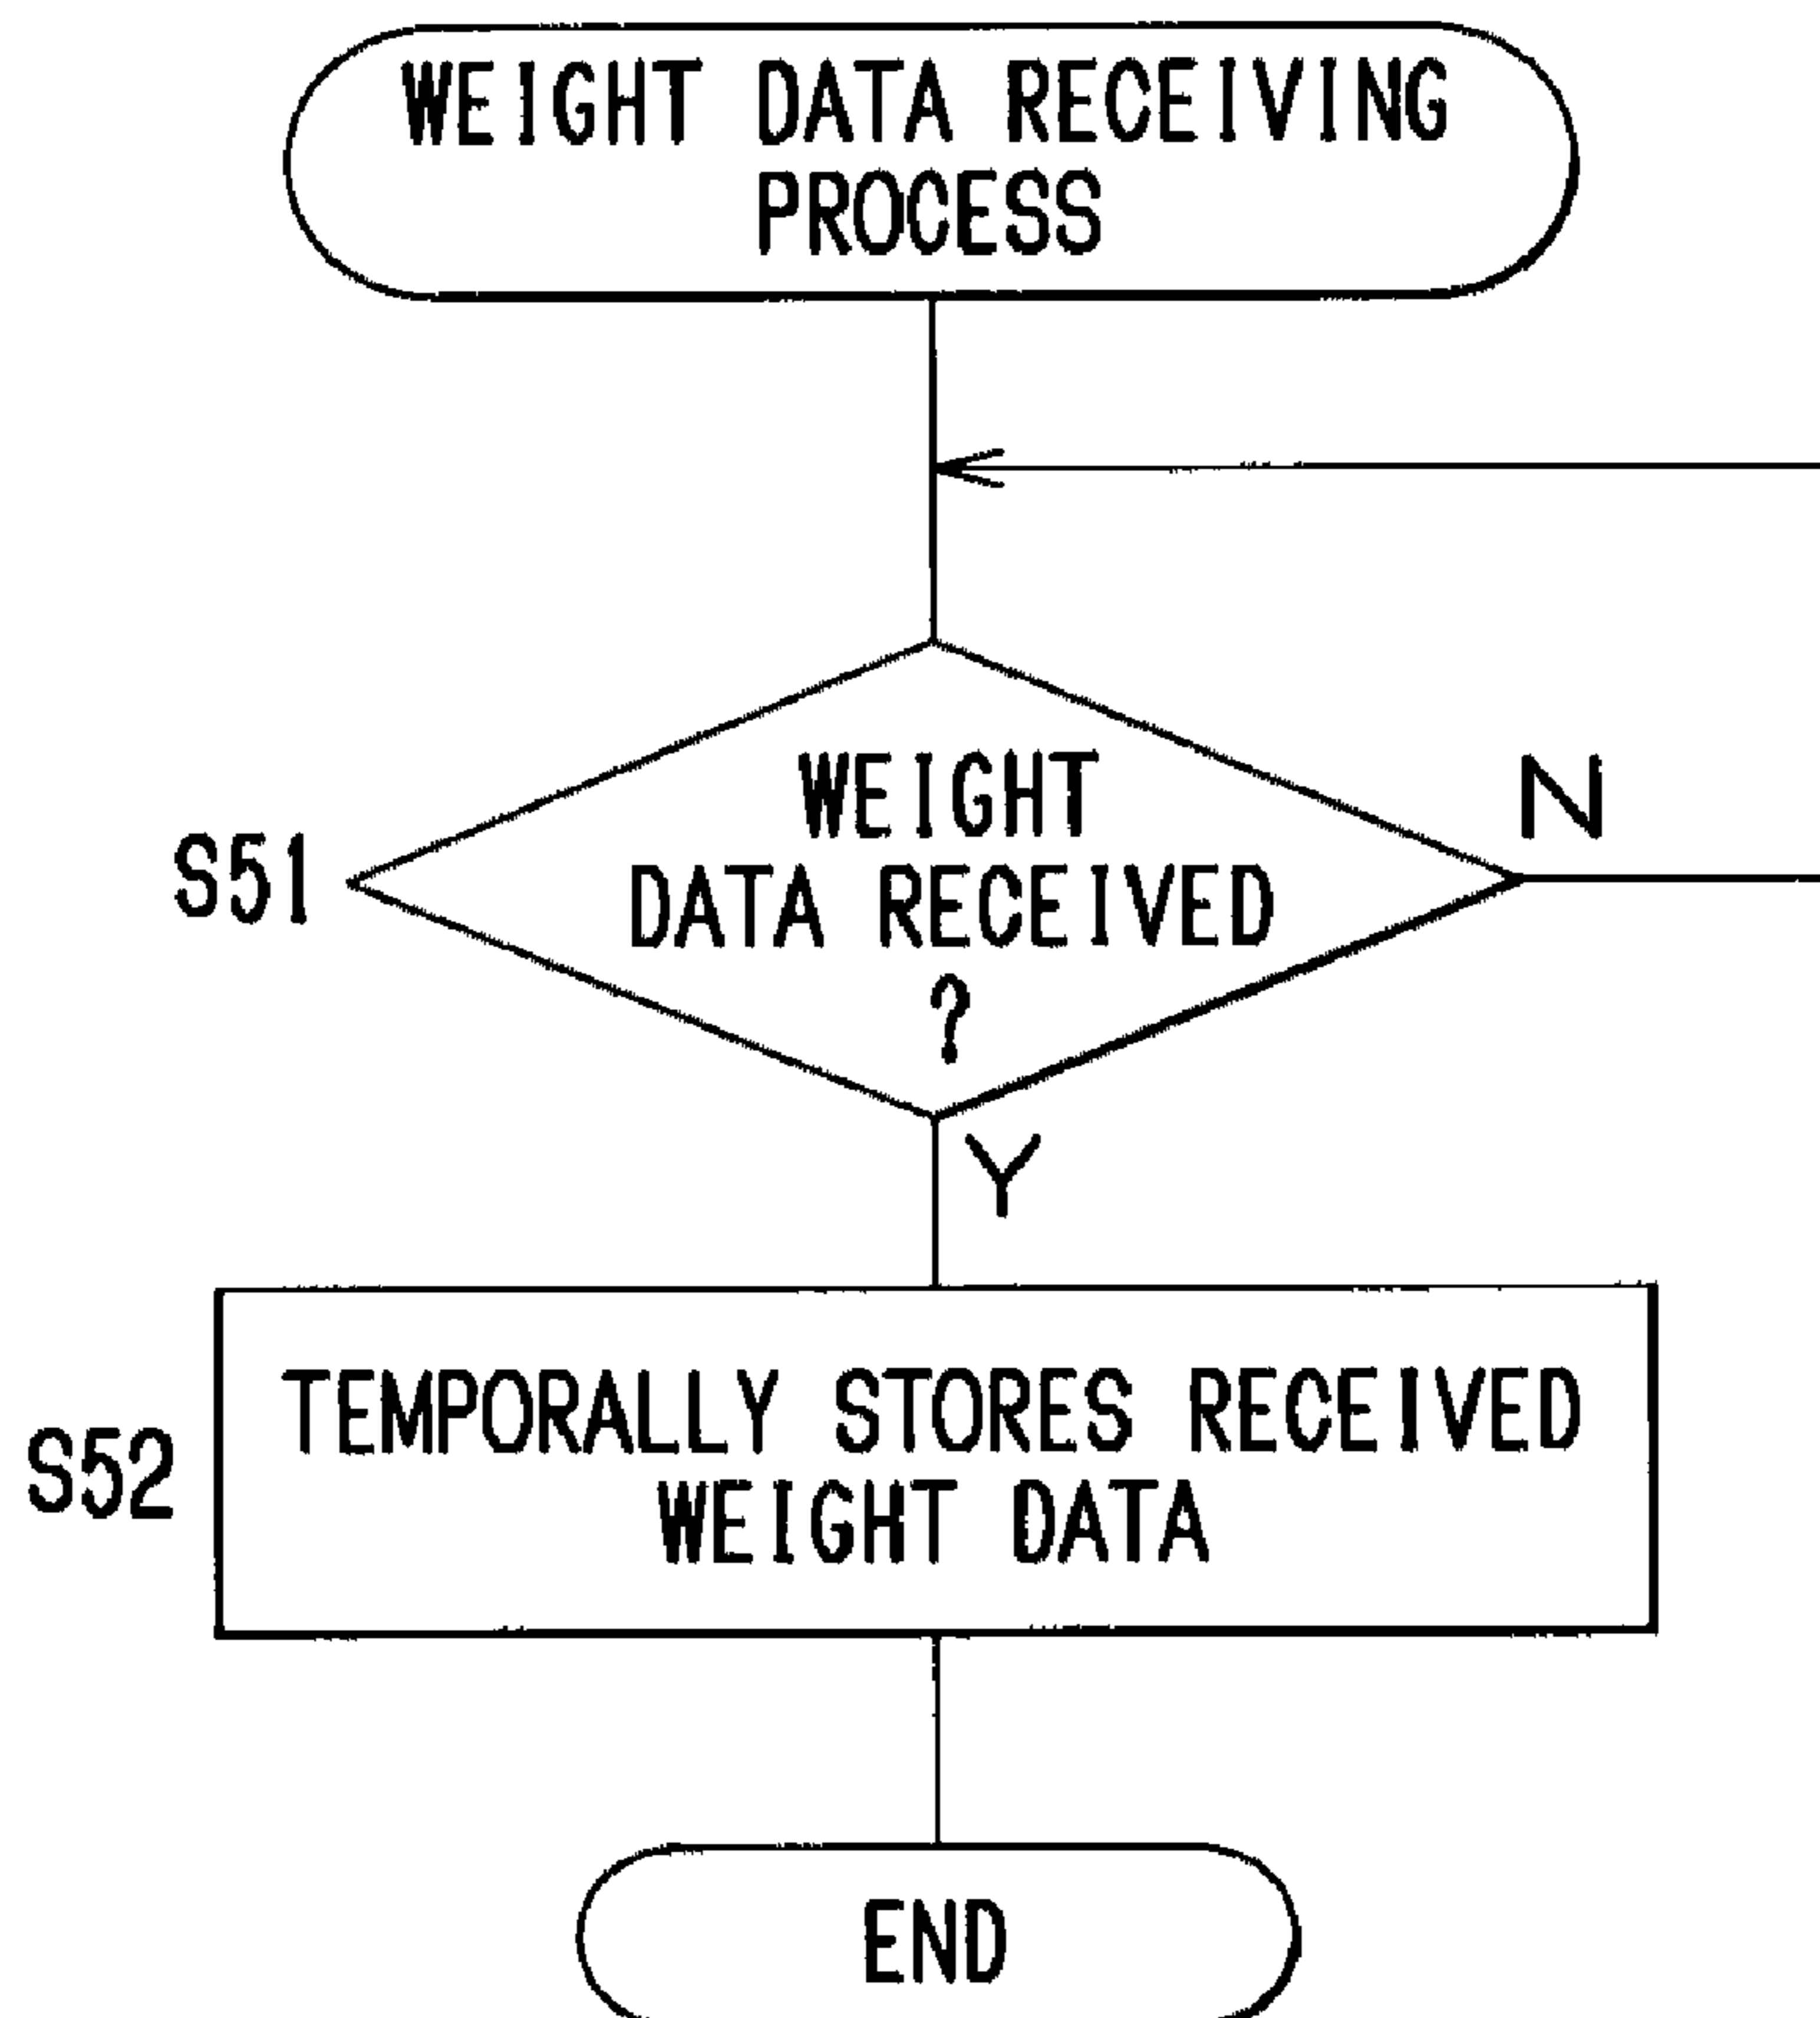 WEIGHT DATA RECEIVING
PROCESS
WEIGHT
DATA RECEIVED
?
N
S51
Y
TEMPORALLY STORES RECEIVED
WEIGHT DATA
S52
END